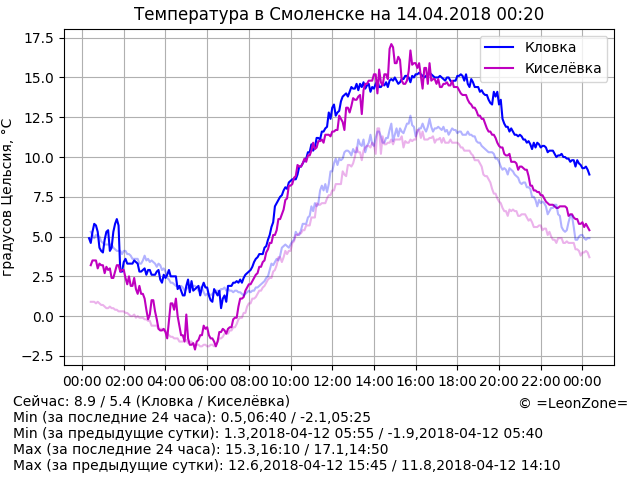 Температура в Смоленске на 14.04.2018 00:20
градусов Цельсия, °C
17.5
15.0
12.5
10.0
7.5
5.0
2.5
0.0
−2.5
Кловка
Киселёвка
00:00 02:00 04:00 06:00 08:00 10:00 12:00 14:00 16:00 18:00 20:00 22:00 00:00
Сейчас: 8.9 / 5.4 (Кловка / Киселёвка)
© =LeonZone=
Min (за последние 24 часа): 0.5,06:40 / -2.1,05:25
Min (за предыдущие сутки): 1.3,2018-04-12 05:55 / -1.9,2018-04-12 05:40
Max (за последние 24 часа): 15.3,16:10 / 17.1,14:50
Max (за предыдущие сутки): 12.6,2018-04-12 15:45 / 11.8,2018-04-12 14:10